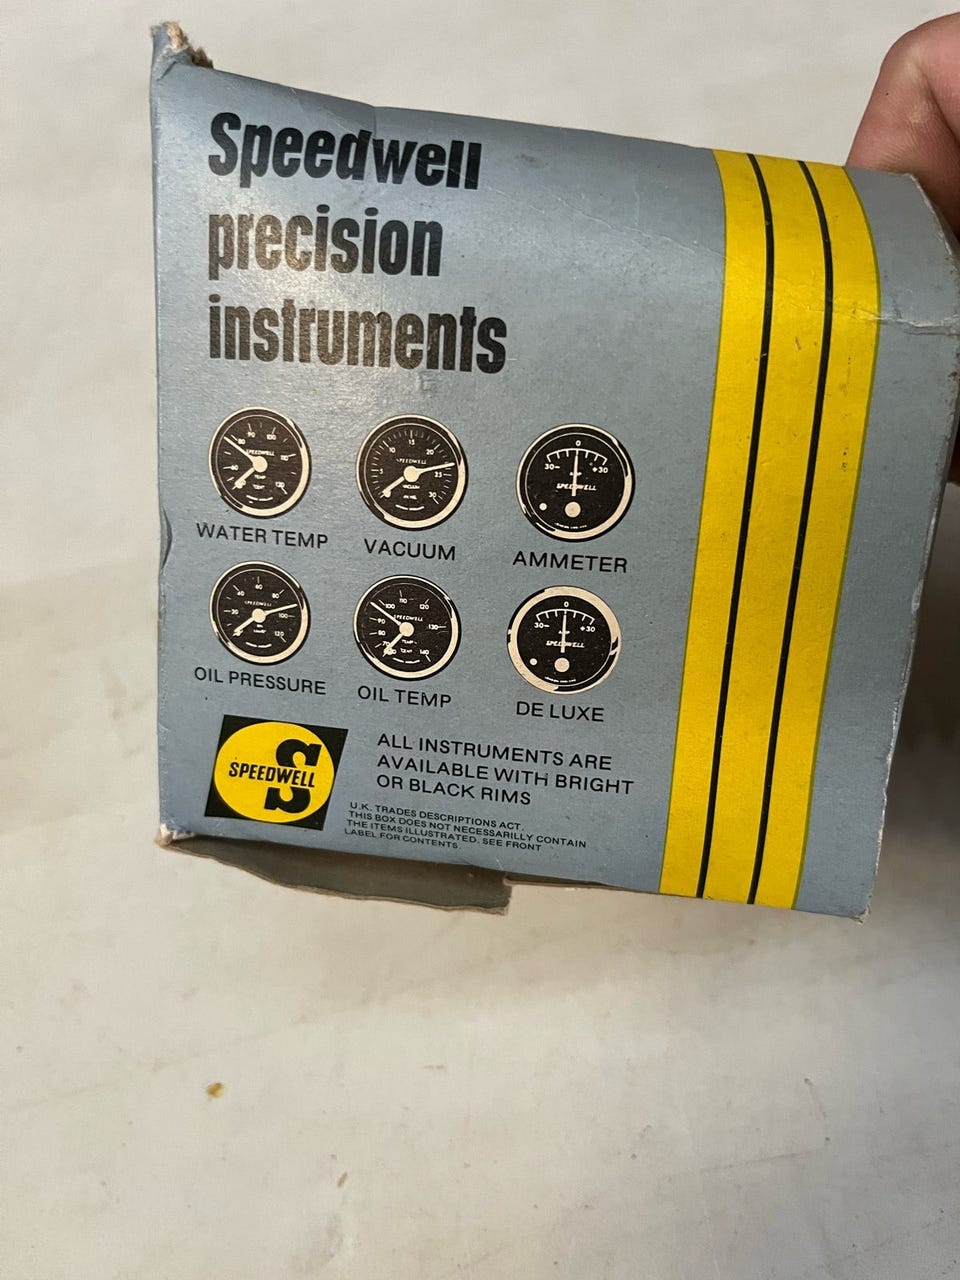 Speedwell
precision
instruments
WATER TEMP
VACUUM
AMMETER
OIL PRESSURE
OIL TEMP
DE LUXE
SPEEDWELL
S
ALL INSTRUMENTS ARE
AVAILABLE WITH BRIGHT
OR BLACK RIMS
U.K. TRADES DESCRIPTIONS ACT.
THIS BOX DOES NOT NECESSARILLY CONTAIN
THE ITEMS ILLUSTRATED. SEE FRONT
LABEL FOR CONTENTS.